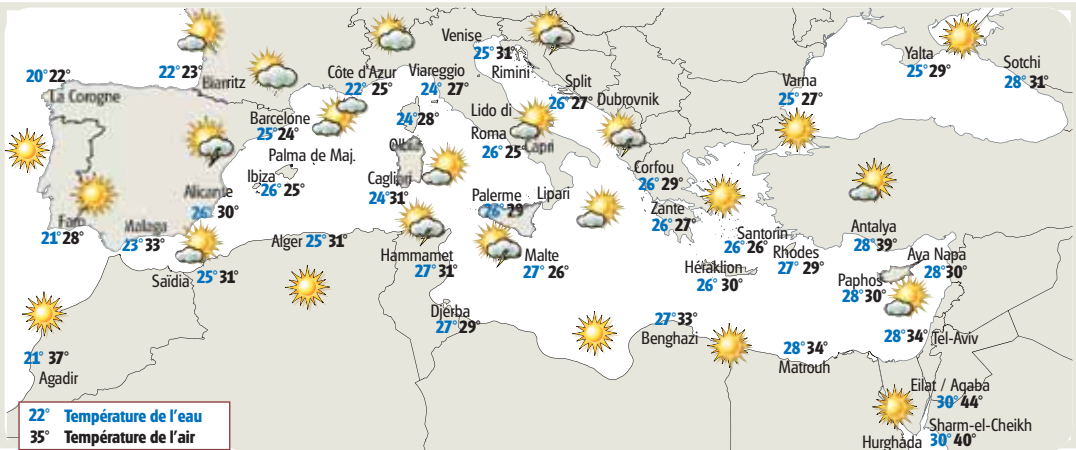 Venise
25° 31°
Rimini
Yalta
25° 29°
Sotchi
28° 31°
20° 22°
La Corogne
22° 23°
Biarritz
Côte d'Azur
22° 25°
Viareggio
24° 27°
Split
26° 27°
Dubrovnik
Varna
25° 27°
Barcelone
25° 24°
24° 28°
Olbia
Lido di
Roma
26° 25°
Capri
Palma de Maj.
Ibiza
26° 25°
Cagliari
24° 31°
Corfou
26° 29°
Alicante
26° 30°
Palerme
26° 29°
Lipari
Zante
26° 27°
Faro
21° 28°
Malaga
23° 33°
Alger 25° 31°
Hammamet
27° 31°
Malte
27° 26°
Santorin
26° 26°
Rhodes
27° 29°
Antalya
28° 39°
Aya Napa
28° 30°
Saïdia
25° 31°
Héraklion
26° 30°
Paphos
28° 30°
Djerba
27° 29°
27° 33°
Benghazi
28° 34°
Matrouh
28° 34°
Tel-Aviv
21° 37°
Agadir
Eilat / Aqaba
30° 44°
Sharm-el-Cheikh
30° 40°
Hurghada
22° Température de l'eau
35° Température de l'air